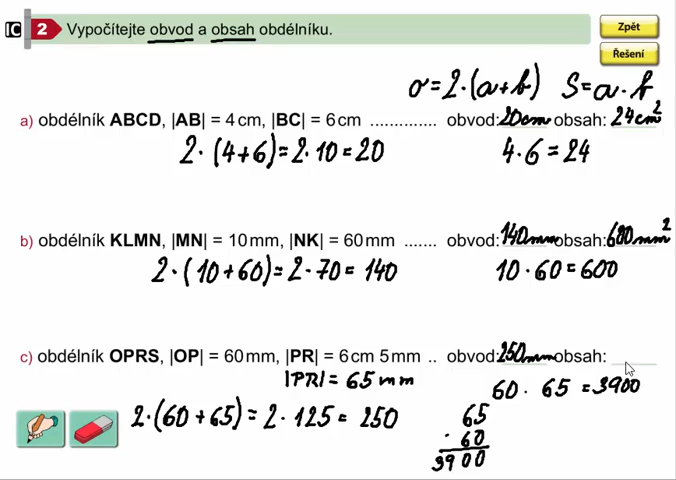 2 Vypočítejte obvod a obsah obdélníku.
Zpět
Řešení
o=2·(a+b) S=a·b
a) obdélník ABCD, |AB| = 4 cm, |BC| = 6 cm .............. obvod: 20cm obsah: 24cm²
2·(4+6)=2·10=20 4·6=24
b) obdélník KLMN, |MN| = 10 mm, |NK| = 60 mm ....... obvod: 140mm obsah: 600mm²
2·(10+60)=2·70=140 10·60=600
c) obdélník OPRS, |OP| = 60 mm, |PR| = 6 cm 5 mm .. obvod: 250mm obsah:
|PR|=65mm 60·65=3900
2·(60+65)=2·125=250 65
·60
3900